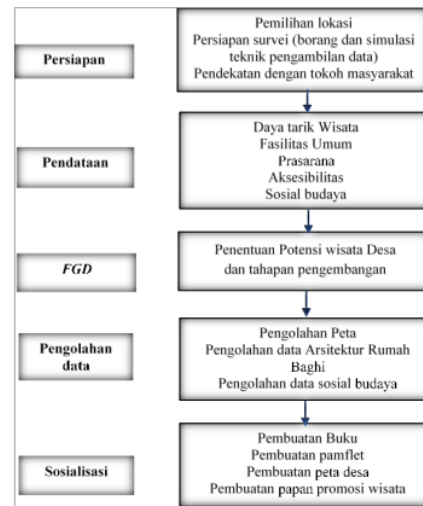 Persiapan
Pemilihan lokasi
Persiapan survei (borang dan simulasi
teknik pengambilan data)
Pendekatan dengan tokoh masyarakat
Pendataan
Daya tarik Wisata
Fasilitas Umum
Prasarana
Aksesibilitas
Sosial budaya
FGD
Penentuan Potensi wisata Desa
dan tahapan pengembangan
Pengolahan
data
Pengolahan Peta
Pengolahan data Arsitektur Rumah
Baghi
Pengolahan data sosial budaya
Sosialisasi
Pembuatan Buku
Pembuatan pamflet
Pembuatan peta desa
Pembuatan papan promosi wisata